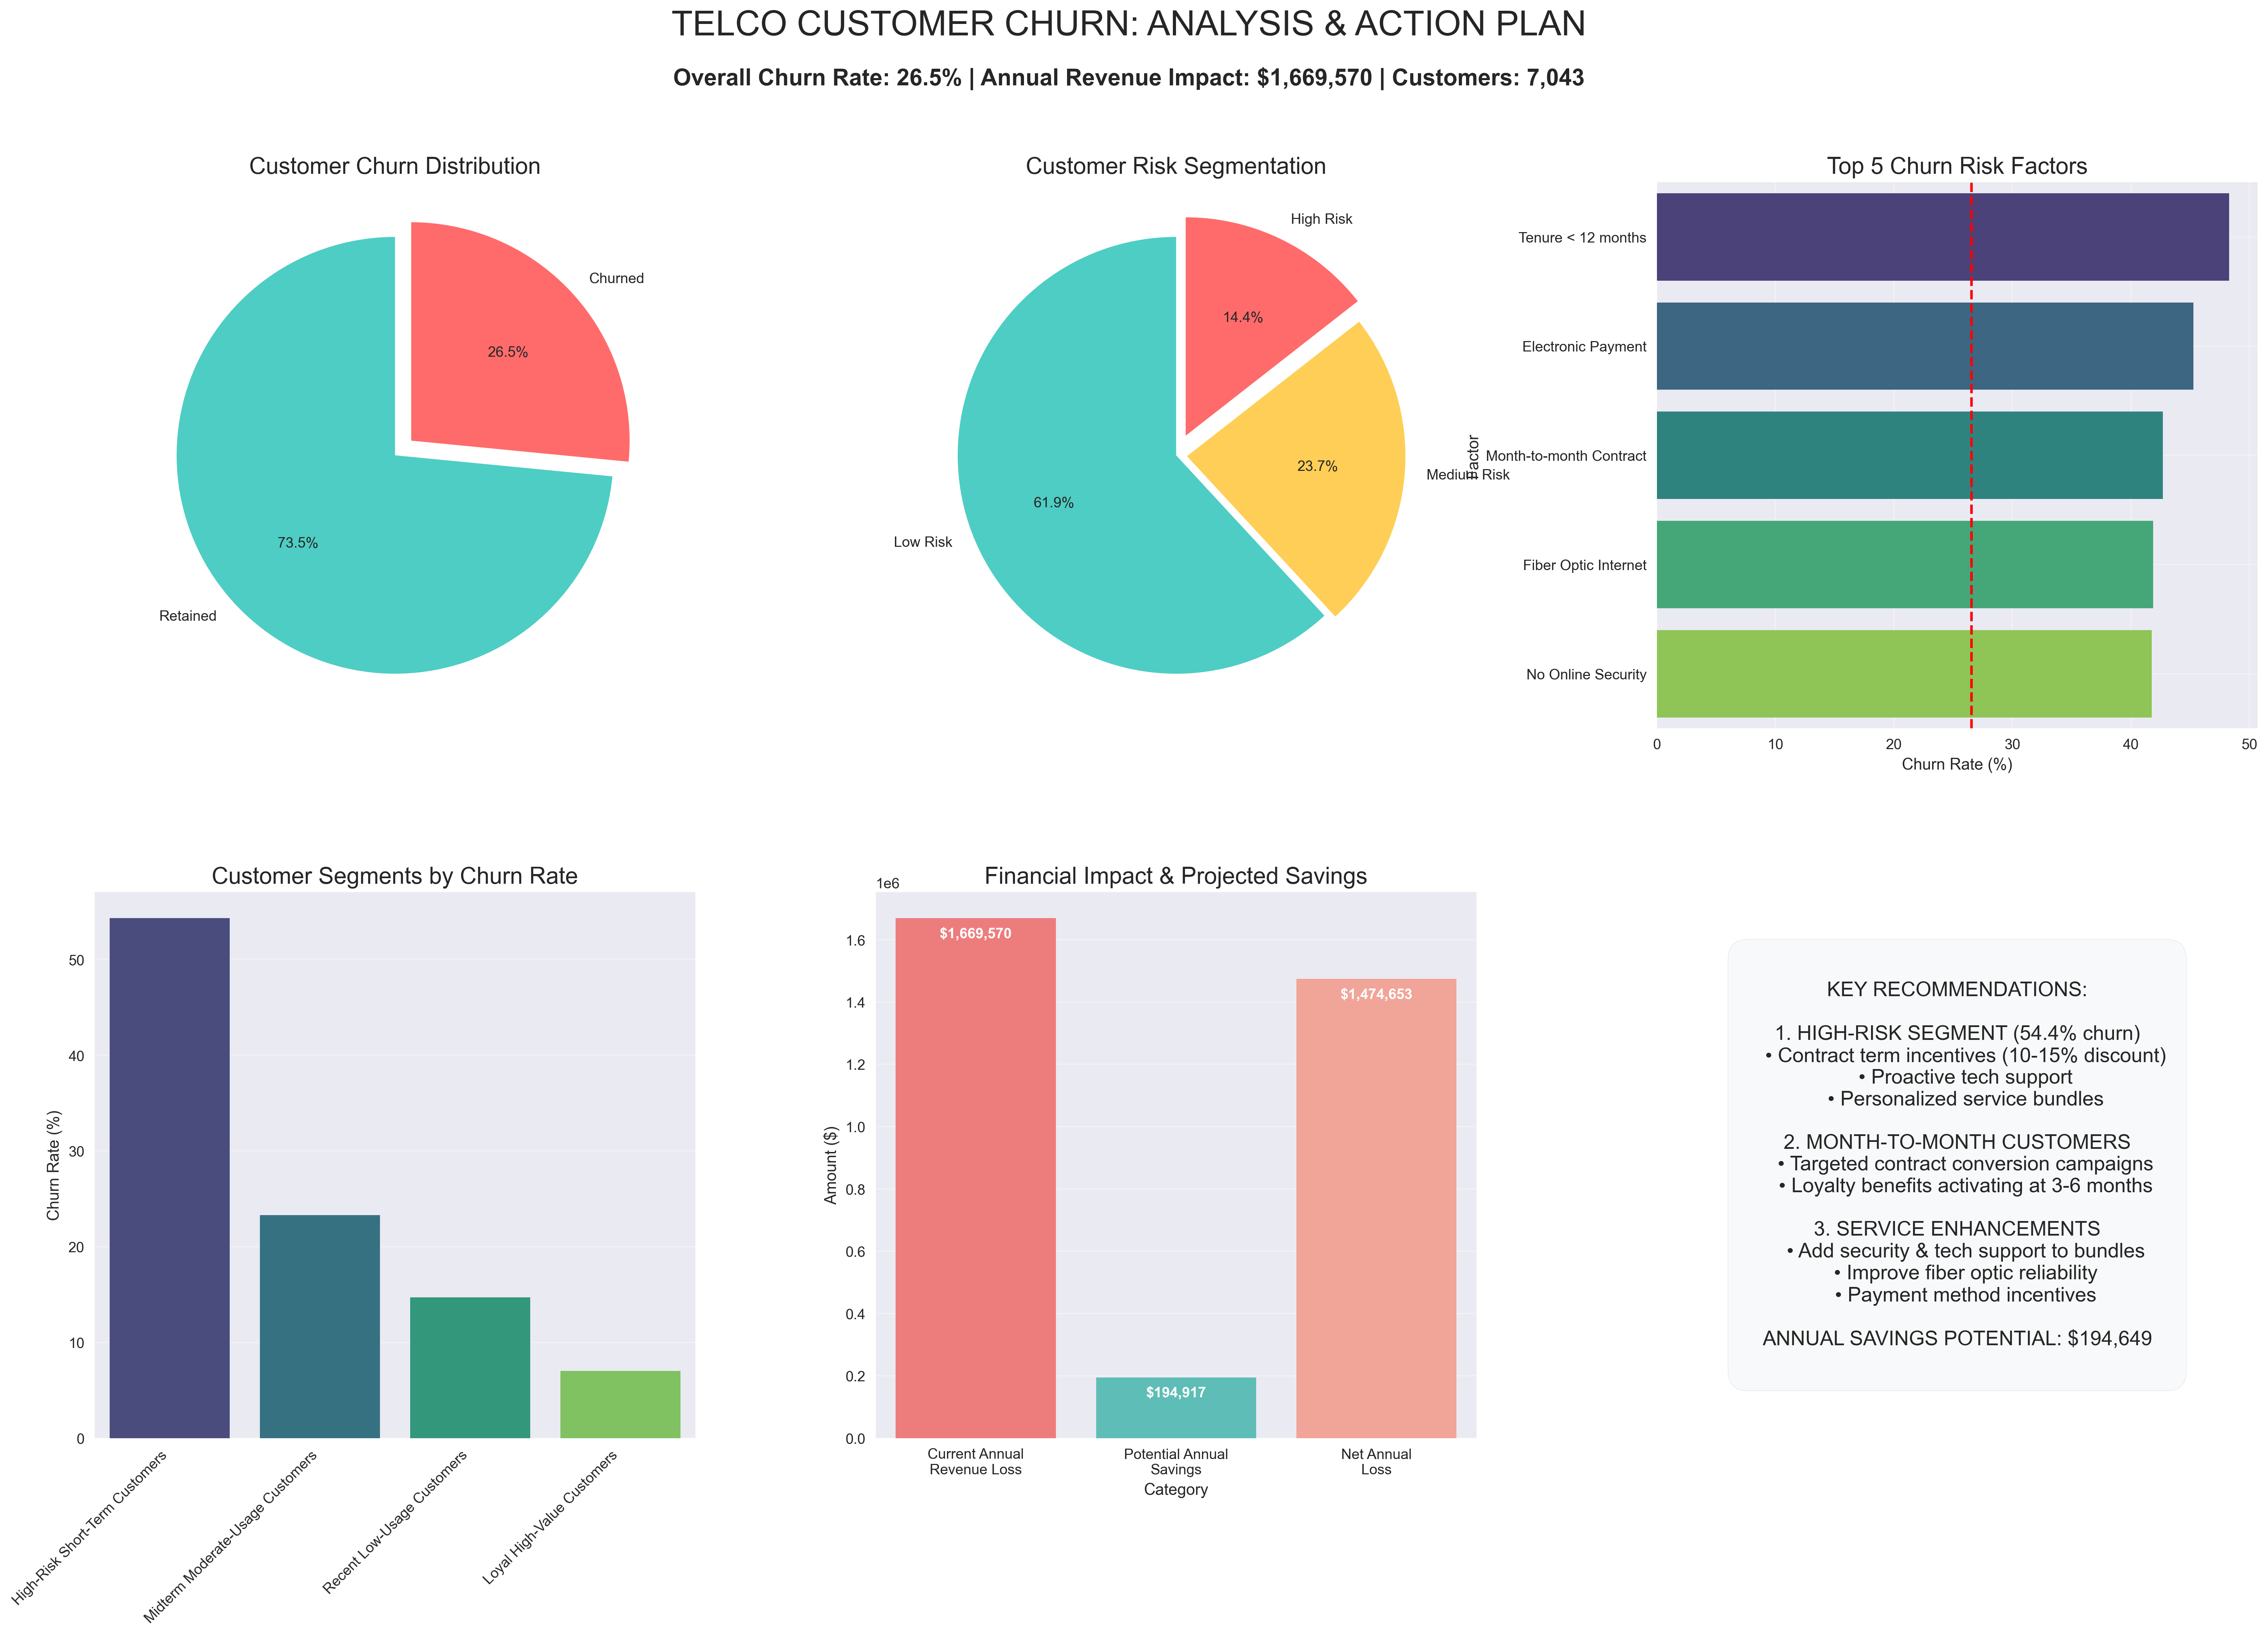 TELCO CUSTOMER CHURN: ANALYSIS & ACTION PLAN
Overall Churn Rate: 26.5% | Annual Revenue Impact: $1,669,570 | Customers: 7,043
Customer Churn Distribution
Churned
26.5%
73.5%
Retained
Customer Risk Segmentation
High Risk
14.4%
23.7%
Medium Risk
61.9%
Low Risk
Top 5 Churn Risk Factors
Factor
Tenure < 12 months
Electronic Payment
Month-to-month Contract
Fiber Optic Internet
No Online Security
0 10 20 30 40 50
Churn Rate (%)
Customer Segments by Churn Rate
Churn Rate (%)
50
40
30
20
10
0
High-Risk Short-Term Customers
Midterm Moderate-Usage Customers
Recent Low-Usage Customers
Loyal High-Value Customers
Financial Impact & Projected Savings
1e6
Amount ($)
1.6
1.4
1.2
1.0
0.8
0.6
0.4
0.2
0.0
$1,669,570
$194,917
$1,474,653
Current Annual
Revenue Loss
Potential Annual
Savings
Net Annual
Loss
Category
KEY RECOMMENDATIONS:
1. HIGH-RISK SEGMENT (54.4% churn)
• Contract term incentives (10-15% discount)
• Proactive tech support
• Personalized service bundles
2. MONTH-TO-MONTH CUSTOMERS
• Targeted contract conversion campaigns
• Loyalty benefits activating at 3-6 months
3. SERVICE ENHANCEMENTS
• Add security & tech support to bundles
• Improve fiber optic reliability
• Payment method incentives
ANNUAL SAVINGS POTENTIAL: $194,649